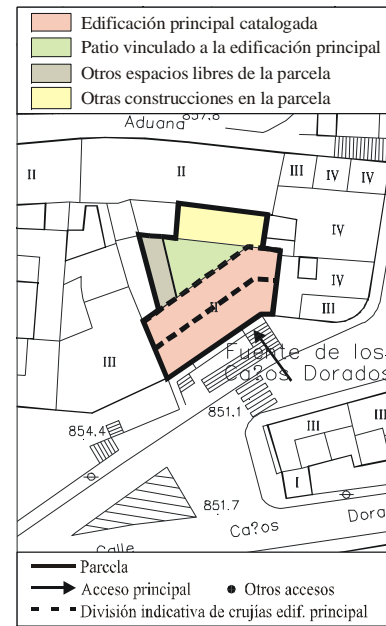 Edificación principal catalogada
Patio vinculado a la edificación principal
Otros espacios libres de la parcela
Otras construcciones en la parcela
857.8
Aduana
II
II
III
IV
IV
IV
IV
III
II
III
Fuente de los
Ca?os Dorados
851.1
854.4
III
III
I
851.7
Ca?os
Dora
Calle
Parcela
Acceso principal
Otros accesos
División indicativa de crujías edif. principal